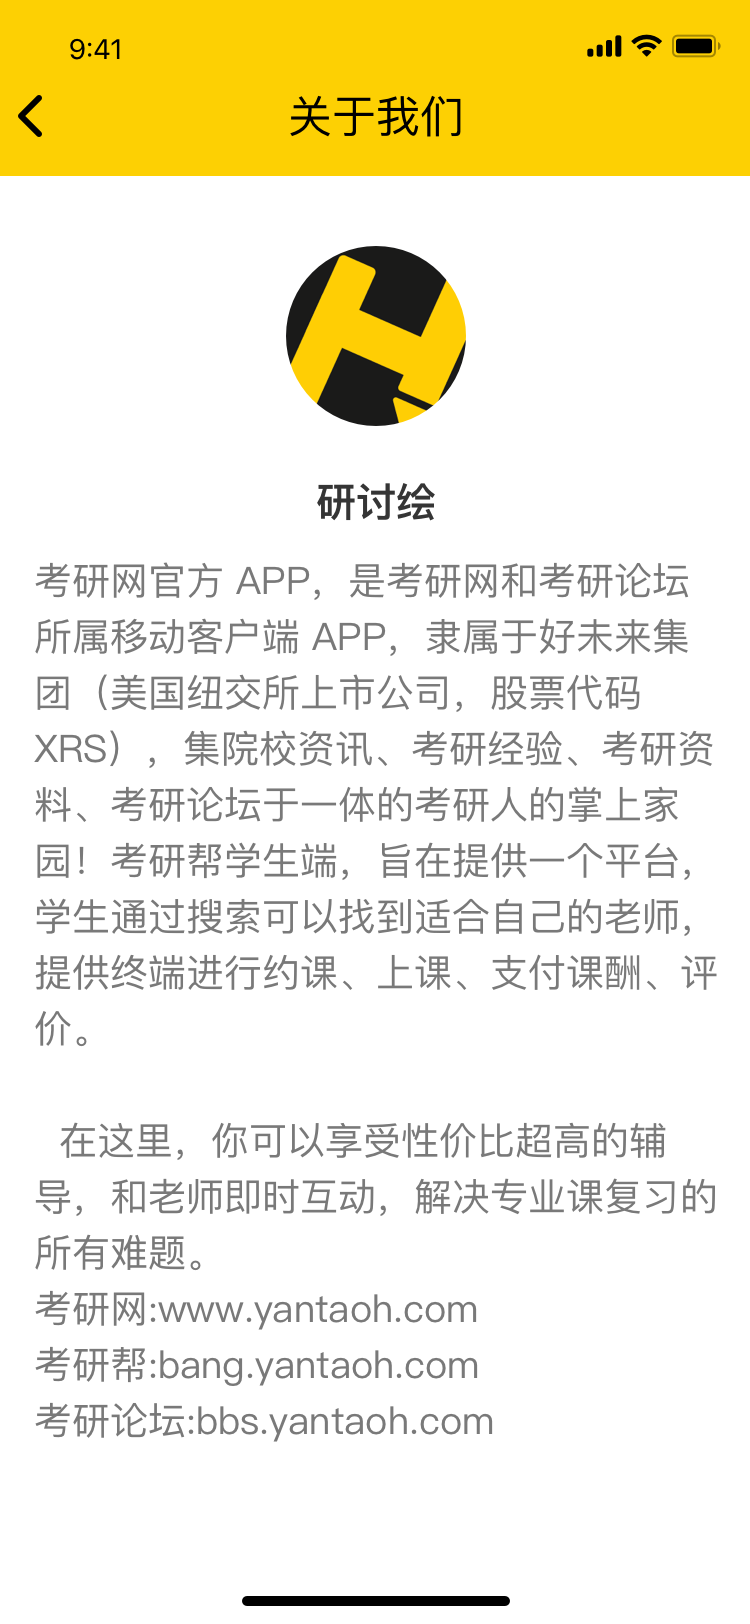 9:41
关于我们
研讨绘
考研网官方 APP，是考研网和考研论坛
所属移动客户端 APP，隶属于好未来集
团（美国纽交所上市公司，股票代码
XRS），集院校资讯、考研经验、考研资
料、考研论坛于一体的考研人的掌上家
园！考研帮学生端，旨在提供一个平台，
学生通过搜索可以找到适合自己的老师，
提供终端进行约课、上课、支付课酬、评
价。
在这里，你可以享受性价比超高的辅
导，和老师即时互动，解决专业课复习的
所有难题。
考研网:www.yantaoh.com
考研帮:bang.yantaoh.com
考研论坛:bbs.yantaoh.com